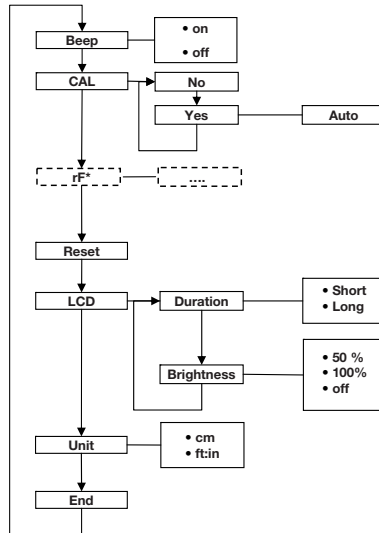 Beep
• on
• off
CAL
No
Yes
Auto
rF*
....
Reset
LCD
Duration
• Short
• Long
Brightness
• 50 %
• 100%
• off
Unit
• cm
• ft:in
End